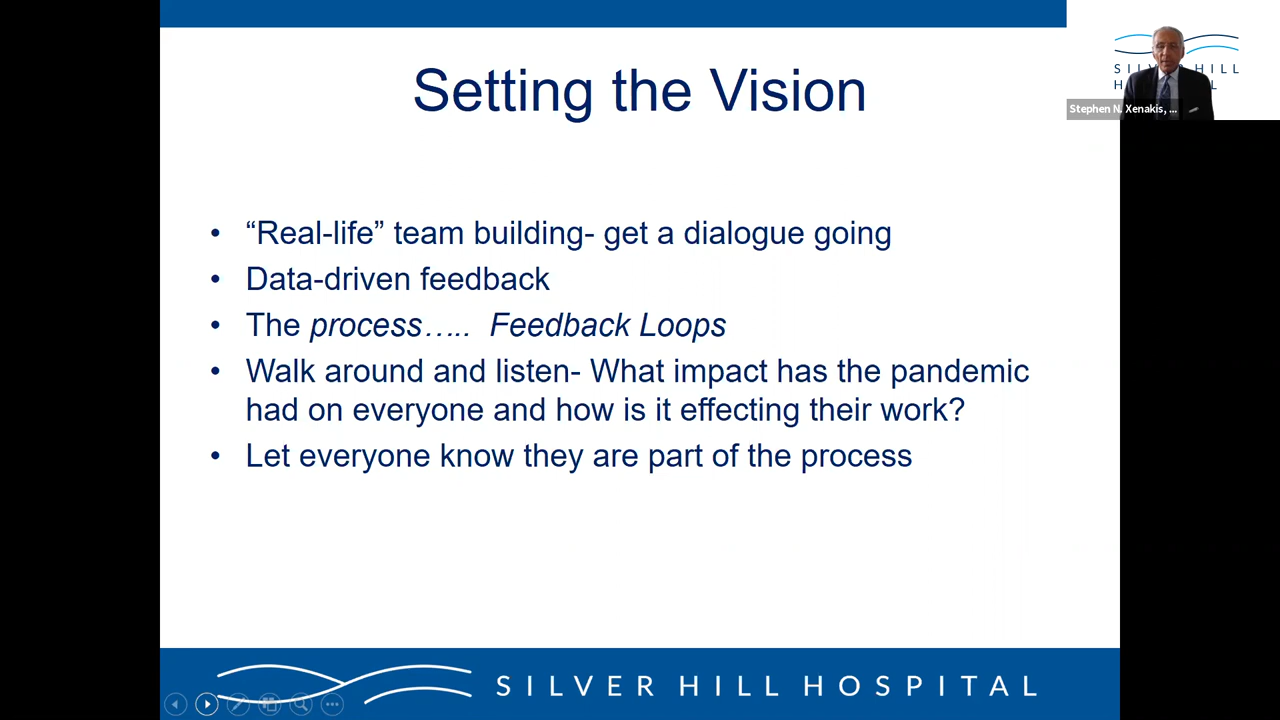 Setting the Vision
• “Real-life” team building- get a dialogue going
• Data-driven feedback
• The process….. Feedback Loops
• Walk around and listen- What impact has the pandemic
had on everyone and how is it effecting their work?
• Let everyone know they are part of the process
SILVER HILL HOSPITAL
Stephen N. Xenakis, ...